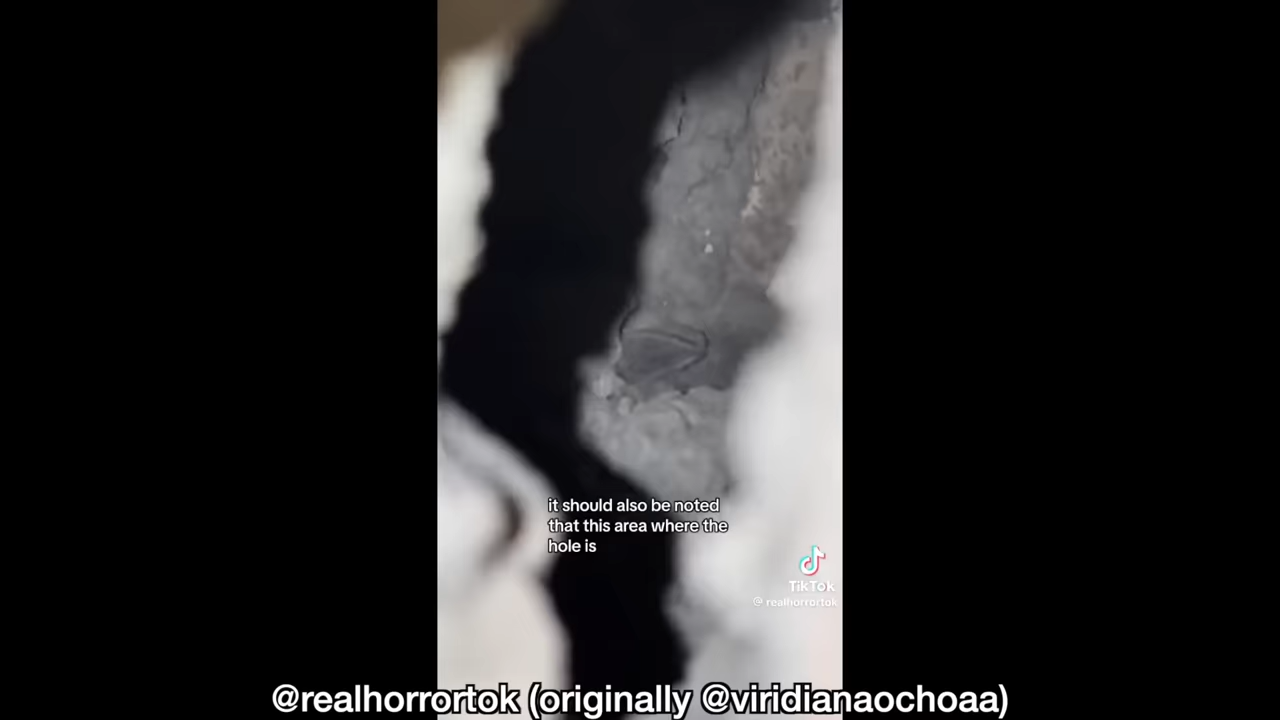 it should also be noted
that this area where the
hole is
TikTok
@ realhorrortok
@realhorrortok (originally @viridianaochoaa)